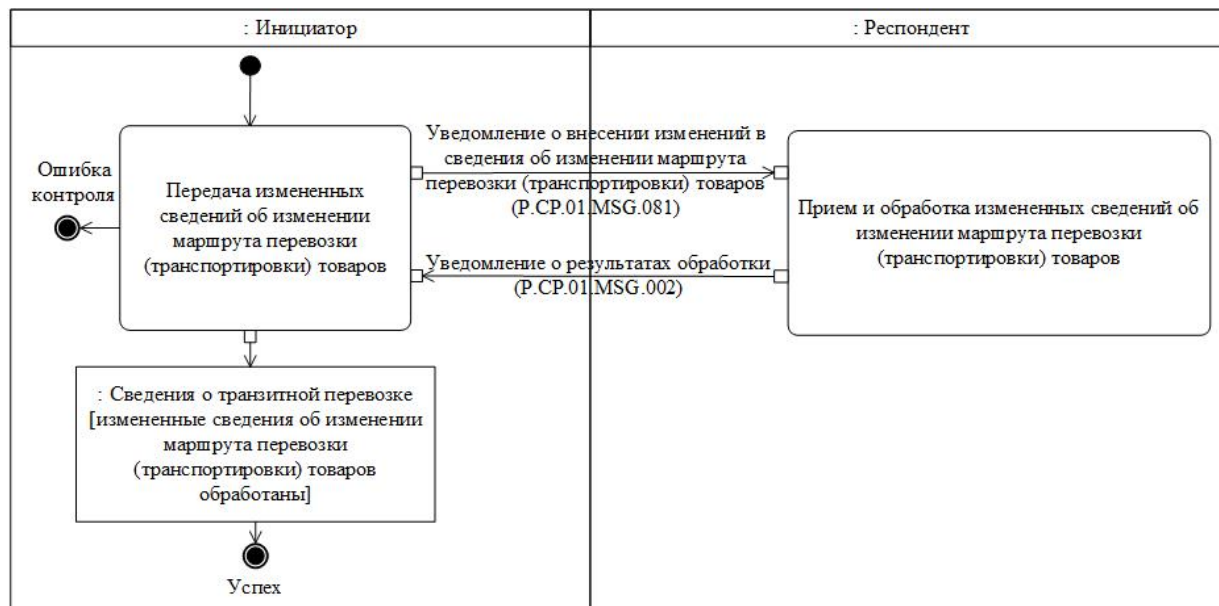 : Инициатор
: Респондент
Ошибка
контроля
Передача измененных
сведений об изменении
маршрута перевозки
(транспортировки) товаров
Уведомление о внесении изменений в
сведения об изменении маршрута
перевозки (транспортировки) товаров
(P.CP.01.MSG.081)
Уведомление о результатах обработки
(P.CP.01.MSG.002)
Прием и обработка измененных сведений об
изменении маршрута перевозки
(транспортировки) товаров
: Сведения о транзитной перевозке
[измененные сведения об изменении
маршрута перевозки
(транспортировки) товаров
обработаны]
Успех